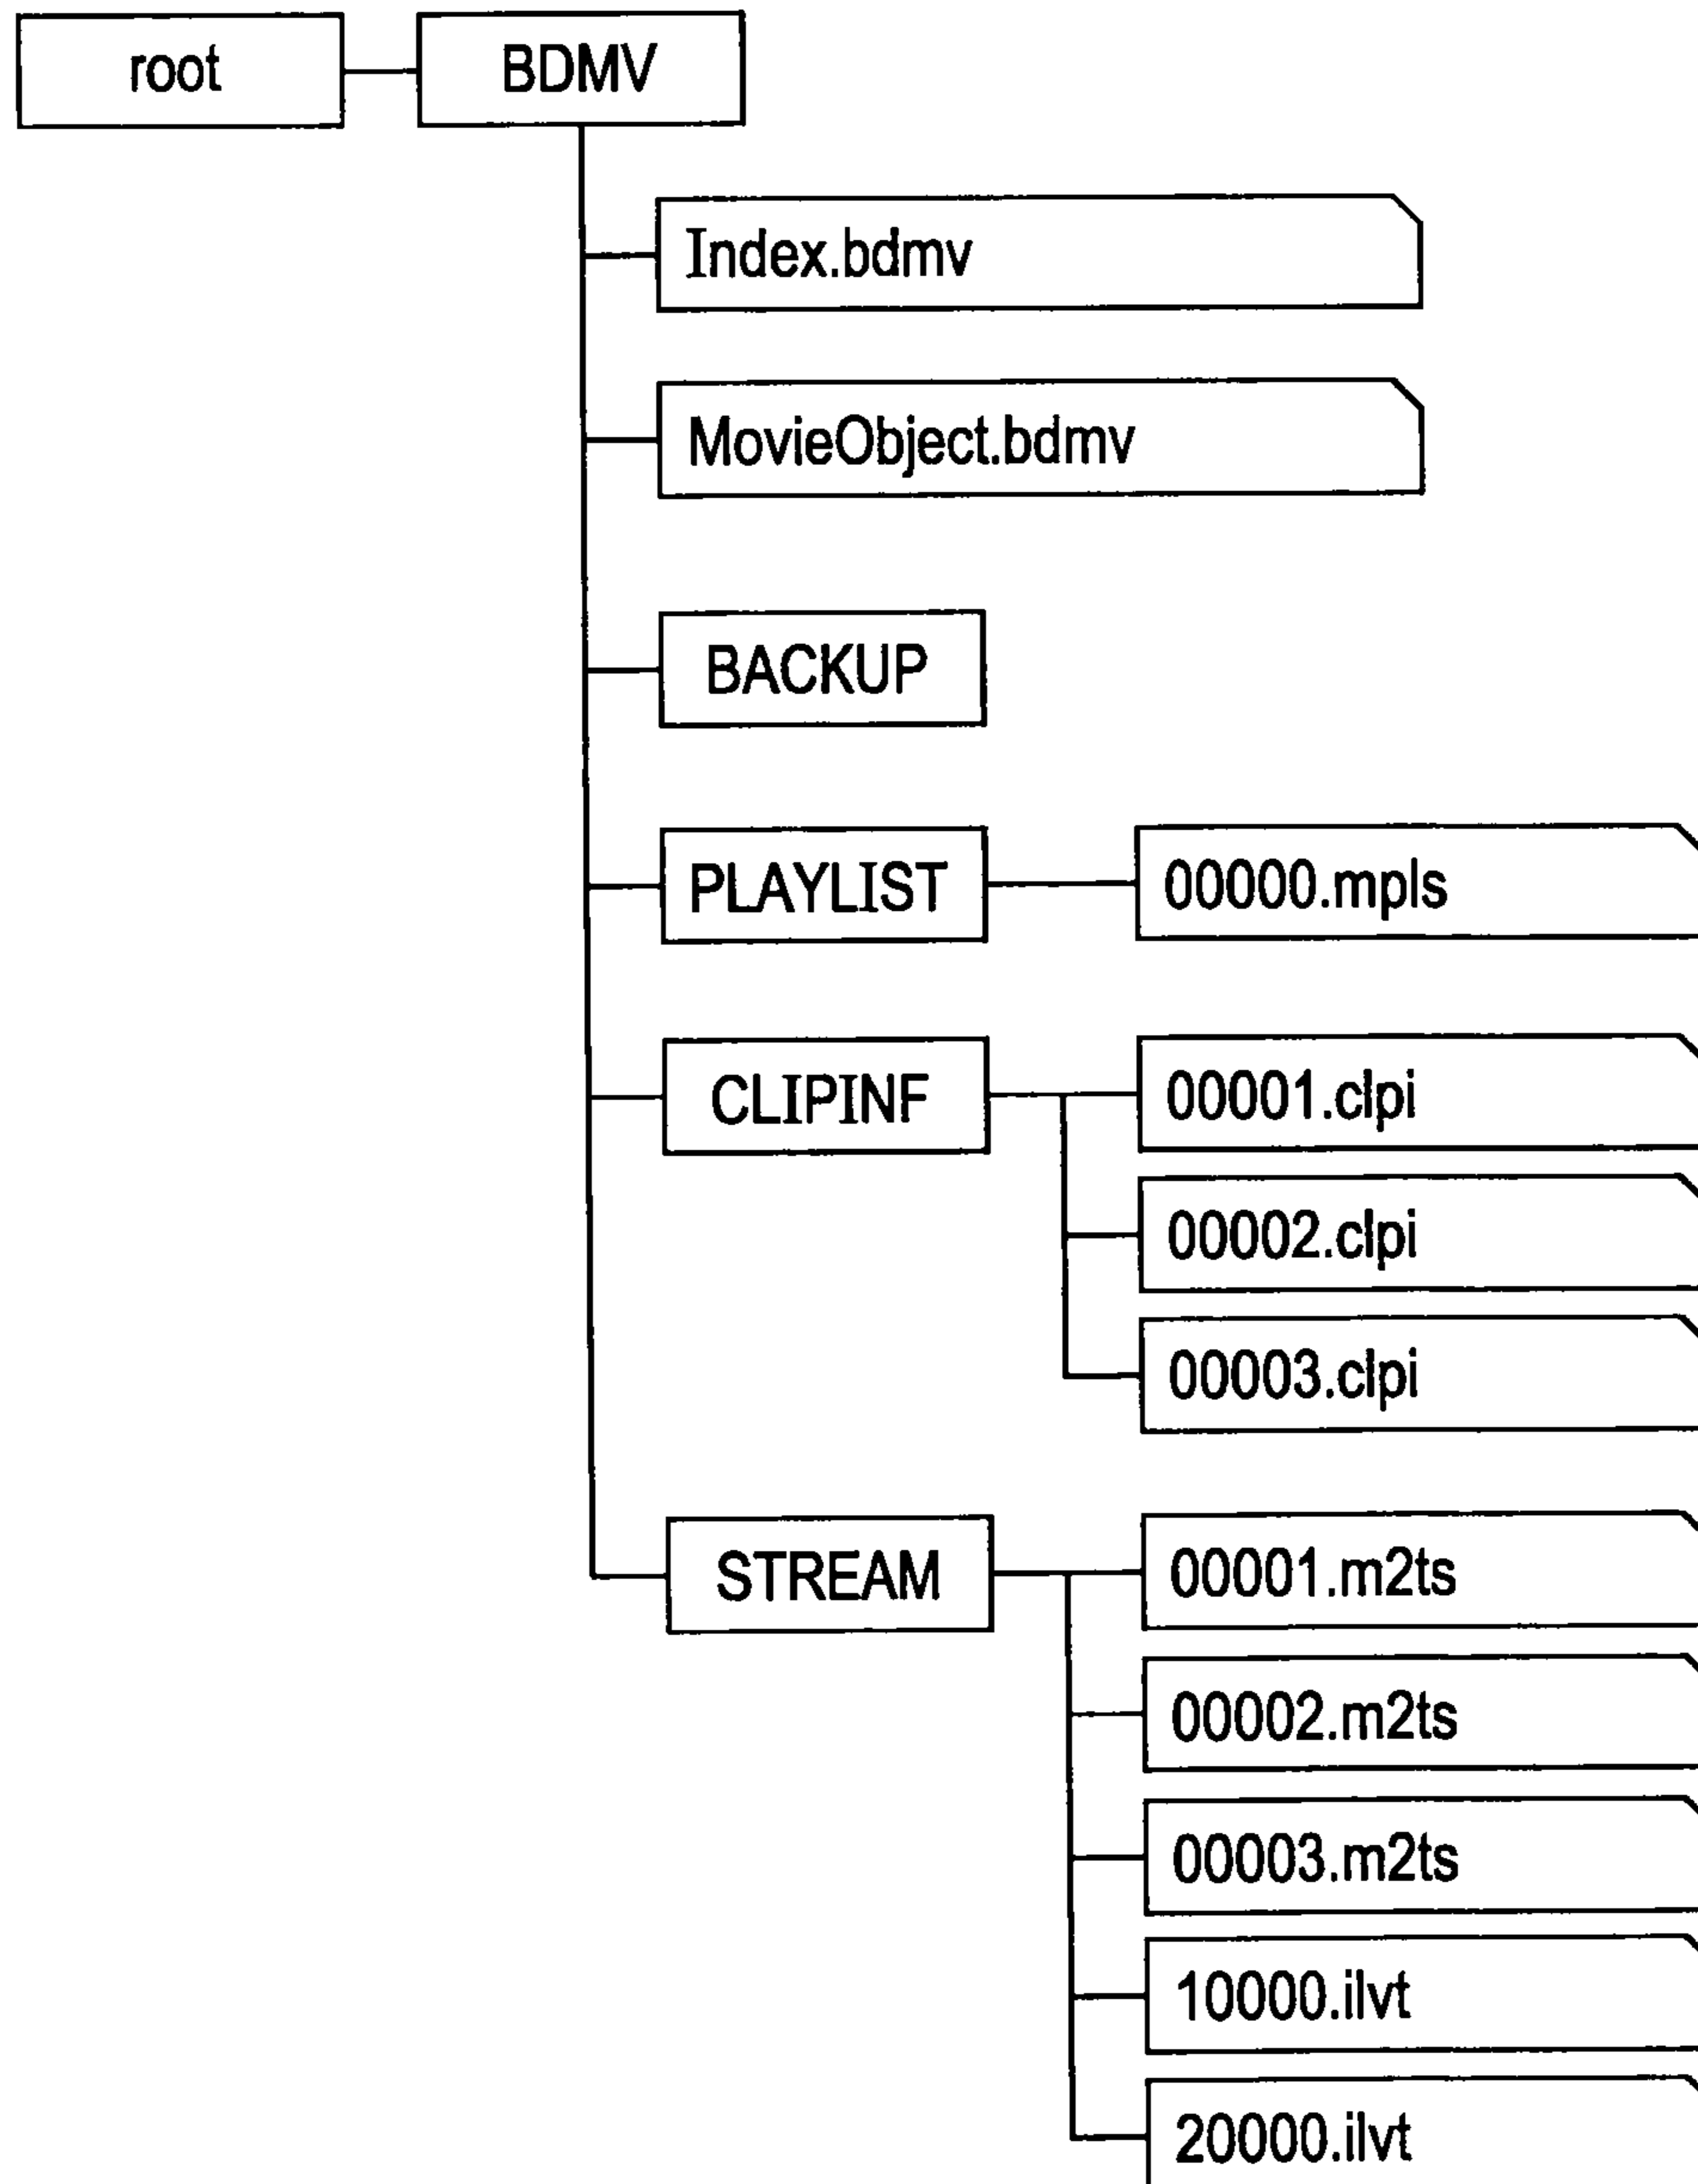 root
BDMV
Index.bdmv
MovieObject.bdmv
BACKUP
PLAYLIST
00000.mpls
CLIPINF
00001.clpi
00002.clpi
00003.clpi
STREAM
00001.m2ts
00002.m2ts
00003.m2ts
10000.ilvt
20000.ilvt